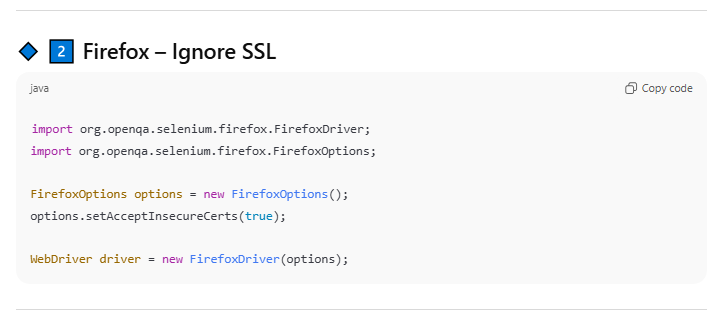 2 Firefox – Ignore SSL
java
Copy code
import org.openqa.selenium.firefox.FirefoxDriver;
import org.openqa.selenium.firefox.FirefoxOptions;
FirefoxOptions options = new FirefoxOptions();
options.setAcceptInsecureCerts(true);
WebDriver driver = new FirefoxDriver(options);